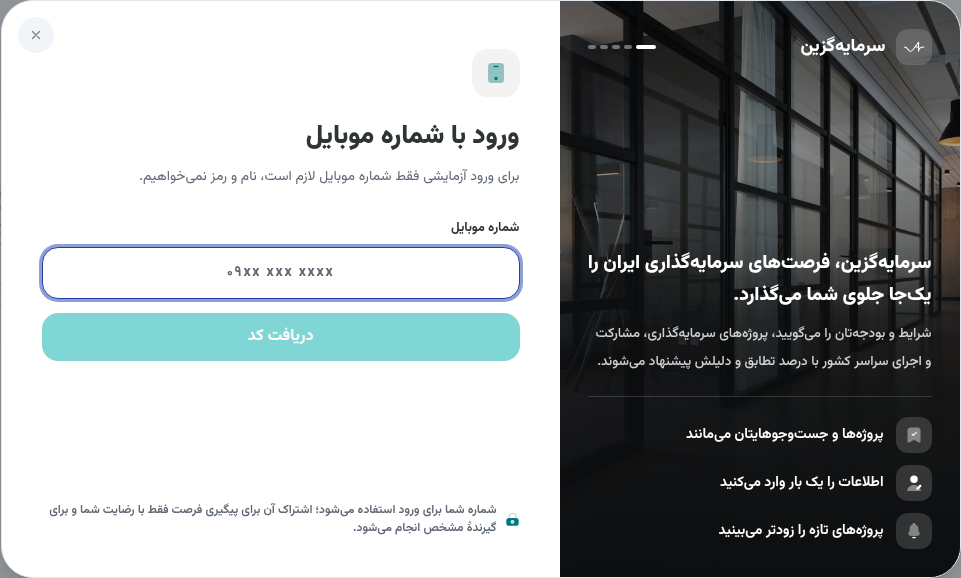 سرمایه‌گزین
سرمایه‌گزین، فرصت‌های سرمایه‌گذاری ایران را
یک‌جا جلوی شما می‌گذارد.
شرایط و بودجه‌تان را می‌گویید، پروژه‌های سرمایه‌گذاری، مشارکت
و اجرای سراسر کشور با درصد تطابق و دلیلش پیشنهاد می‌شوند.
پروژه‌ها و جست‌وجوهایتان می‌مانند
اطلاعات را یک بار وارد می‌کنید
پروژه‌های تازه را زودتر می‌بینید
ورود با شماره موبایل
برای ورود آزمایشی فقط شماره موبایل لازم است، نام و رمز نمی‌خواهیم.
شماره موبایل
۰۹xx xxx xxxx
دریافت کد
شماره شما برای ورود استفاده می‌شود؛ اشتراک آن برای پیگیری فرصت فقط با رضایت شما و برای
گیرندهٔ مشخص انجام می‌شود.